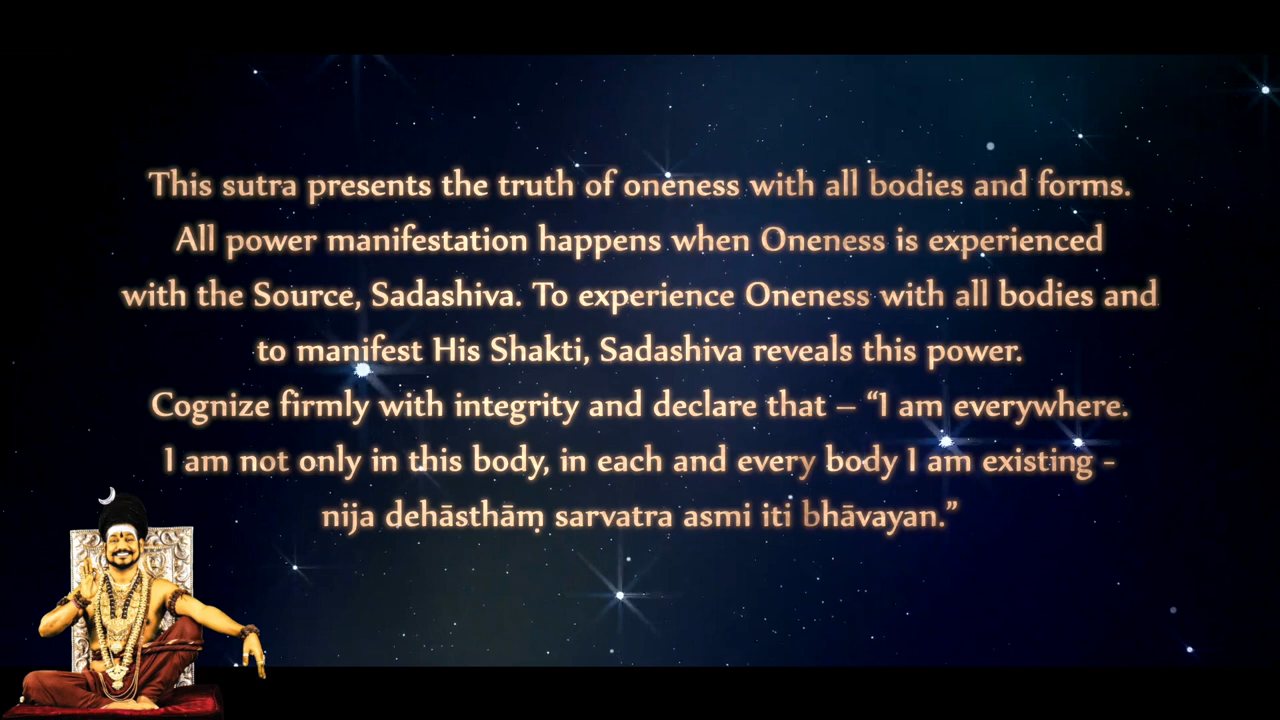 This sutra presents the truth of oneness with all bodies and forms.
All power manifestation happens when Oneness is experienced
with the Source, Sadashiva. To experience Oneness with all bodies and
to manifest His Shakti, Sadashiva reveals this power.
Cognize firmly with integrity and declare that – “I am everywhere.
I am not only in this body, in each and every body I am existing -
nija dehāsthāṃ sarvatra asmi iti bhāvayan.”